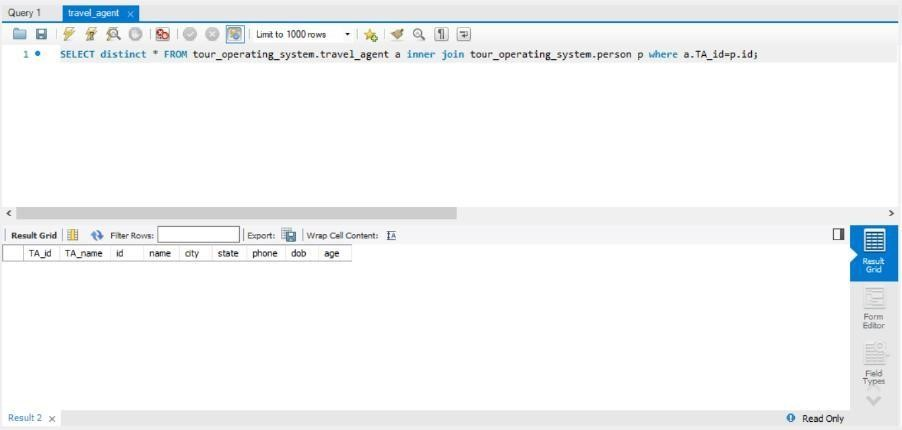 Query 1 travel_agent ×
Limit to 1000 rows
1 SELECT distinct * FROM tour_operating_system.travel_agent a inner join tour_operating_system.person p where a.TA_id=p.id;
Result Grid Filter Rows: Export: Wrap Cell Content:
TA_id TA_name id name city state phone dob age
Result
Grid
Form
Editor
Field
Types
Result 2 × Read Only